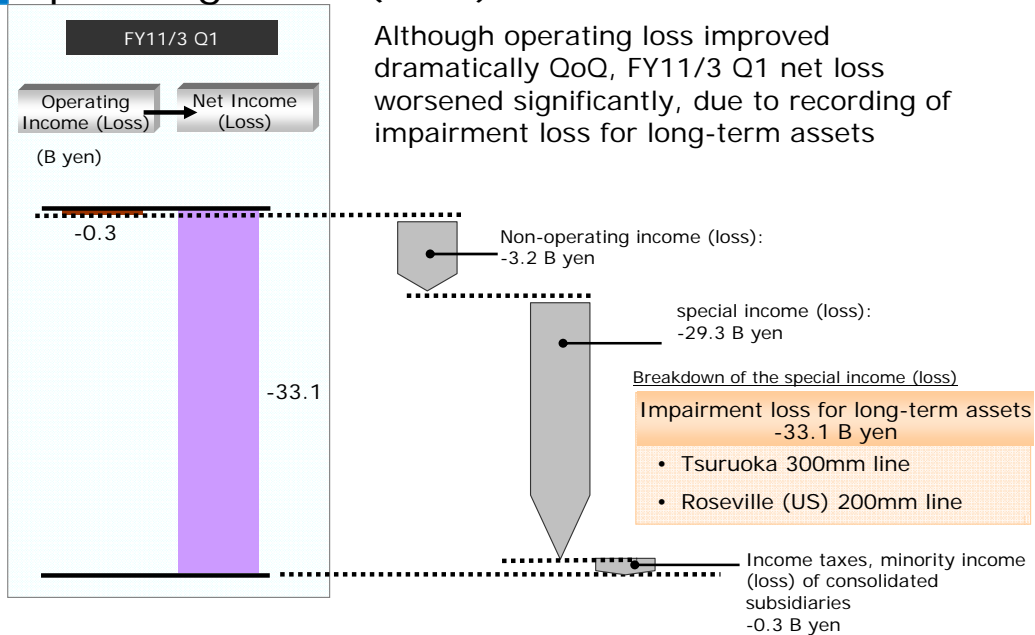 FY11/3 Q1
Operating
Income (Loss)
Net Income
(Loss)
(B yen)
-0.3
-33.1
Although operating loss improved
dramatically QoQ, FY11/3 Q1 net loss
worsened significantly, due to recording of
impairment loss for long-term assets
Non-operating income (loss):
-3.2 B yen
special income (loss):
-29.3 B yen
Breakdown of the special income (loss)
Impairment loss for long-term assets
-33.1 B yen
• Tsuruoka 300mm line
• Roseville (US) 200mm line
Income taxes, minority income
(loss) of consolidated
subsidiaries
-0.3 B yen